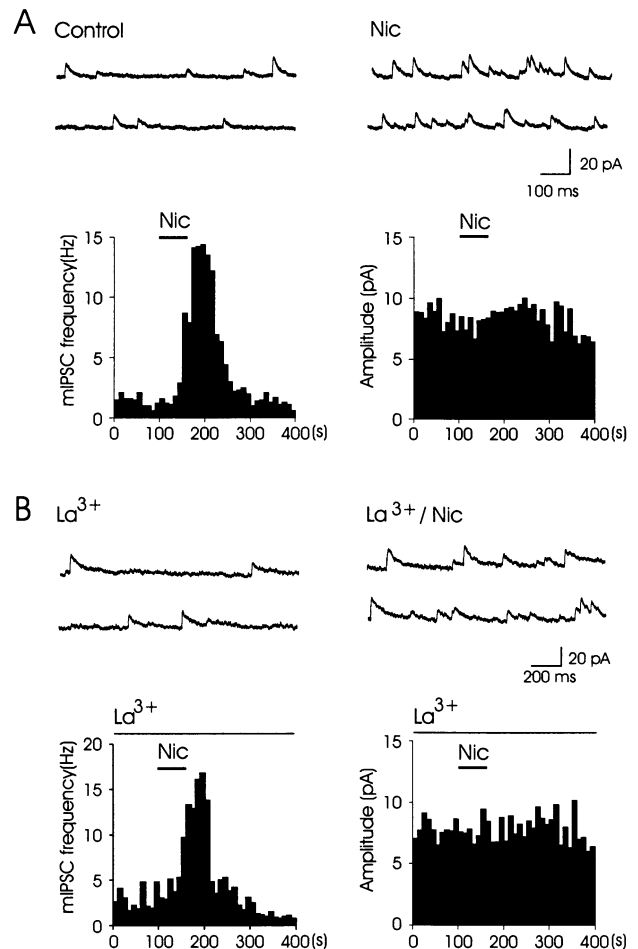 A
Control
Nic
20 pA
100 ms
Nic
mIPSC frequency(Hz)
15
10
5
0
0 100 200 300 400(s)
Nic
Amplitude (pA)
15
10
5
0
0 100 200 300 400(s)
B
La3+
La3+ / Nic
20 pA
200 ms
La3+
Nic
mIPSC frequency(Hz)
20
15
10
5
0
0 100 200 300 400(s)
La3+
Nic
Amplitude (pA)
15
10
5
0
0 100 200 300 400(s)